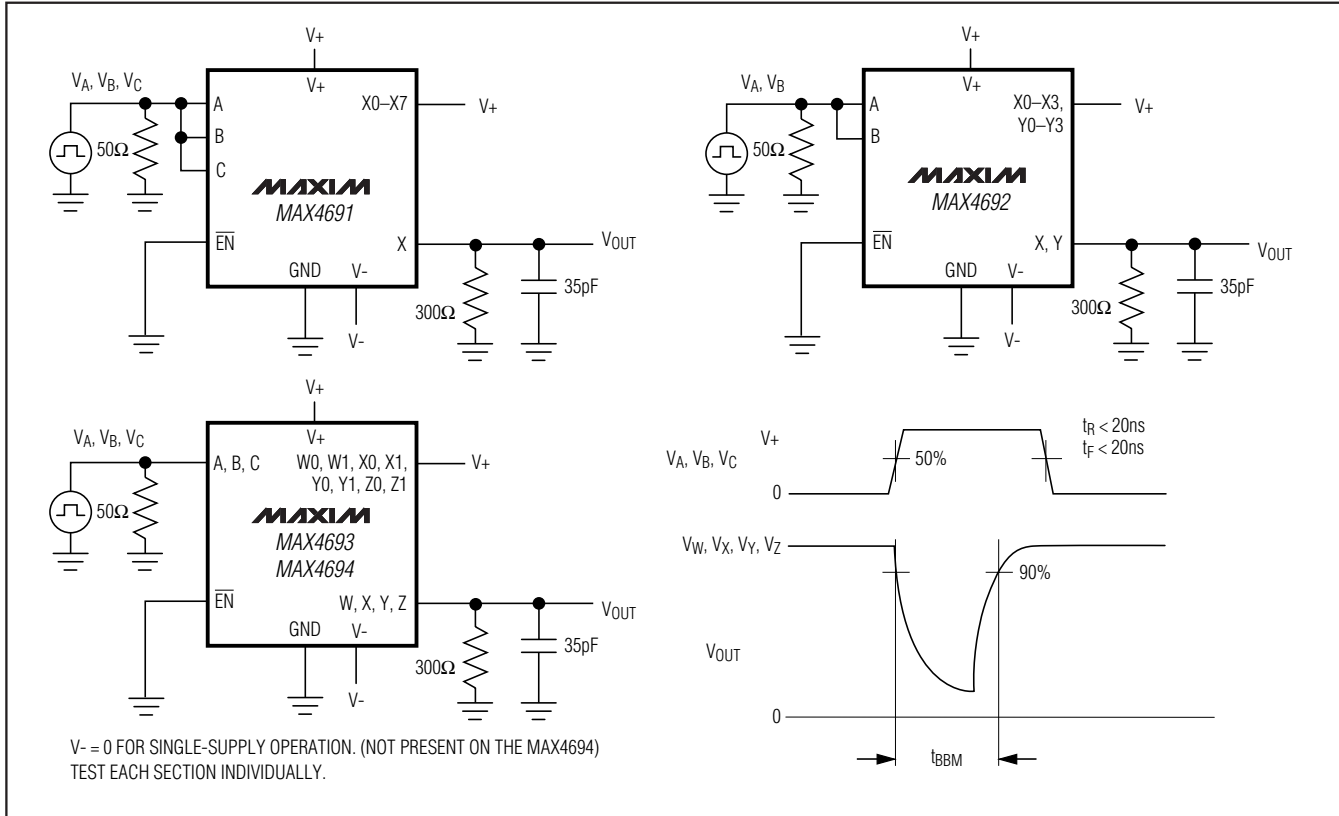 V+
VA, VB, VC
V+
A
X0–X7
V+
B
50Ω
C
MAXIM
MAX4691
EN
X
VOUT
GND
V-
35pF
300Ω
V-
V+
VA, VB
V+
A
X0–X3,
Y0–Y3
V+
B
50Ω
MAXIM
MAX4692
EN
X, Y
VOUT
GND
V-
35pF
300Ω
V-
V+
VA, VB, VC
V+
A, B, C
W0, W1, X0, X1,
Y0, Y1, Z0, Z1
V+
50Ω
MAXIM
MAX4693
MAX4694
EN
W, X, Y, Z
VOUT
GND
V-
35pF
300Ω
V-
V- = 0 FOR SINGLE-SUPPLY OPERATION. (NOT PRESENT ON THE MAX4694)
TEST EACH SECTION INDIVIDUALLY.
V+
tR < 20ns
tF < 20ns
VA, VB, VC
50%
0
VW, VX, VY, VZ
90%
VOUT
0
tBBM